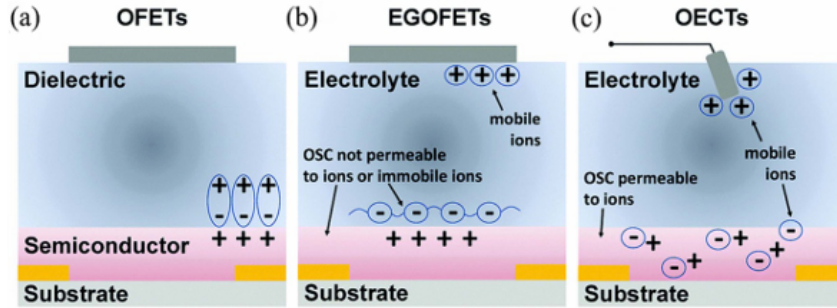 (a) OFETs
Dielectric
+ + +
- - -
Semiconductor + + +
Substrate
(b) EGOFETs
Electrolyte
+ + +
mobile
ions
OSC not permeable
to ions or immobile ions
- - - -
+ + + +
Substrate
(c) OECTs
Electrolyte
+
+ +
mobile
ions
OSC permeable
to ions
- + - + -
- + - +
Substrate